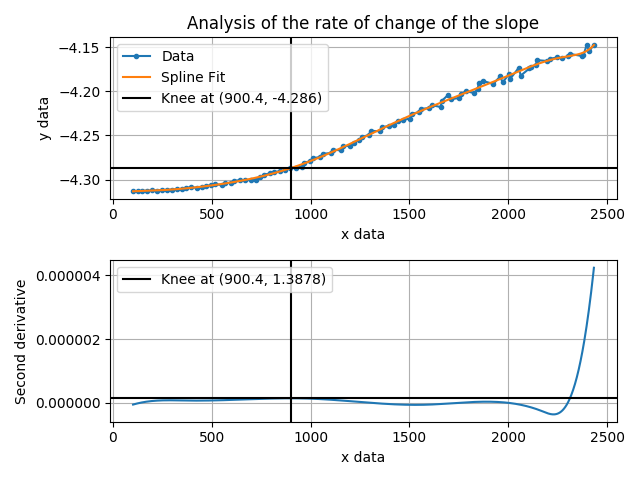 Analysis of the rate of change of the slope
−4.15
−4.20
−4.25
−4.30
y data
Data
Spline Fit
Knee at (900.4, -4.286)
0
500
1000
1500
2000
2500
x data
0.000004
0.000002
0.000000
Second derivative
Knee at (900.4, 1.3878)
0
500
1000
1500
2000
2500
x data